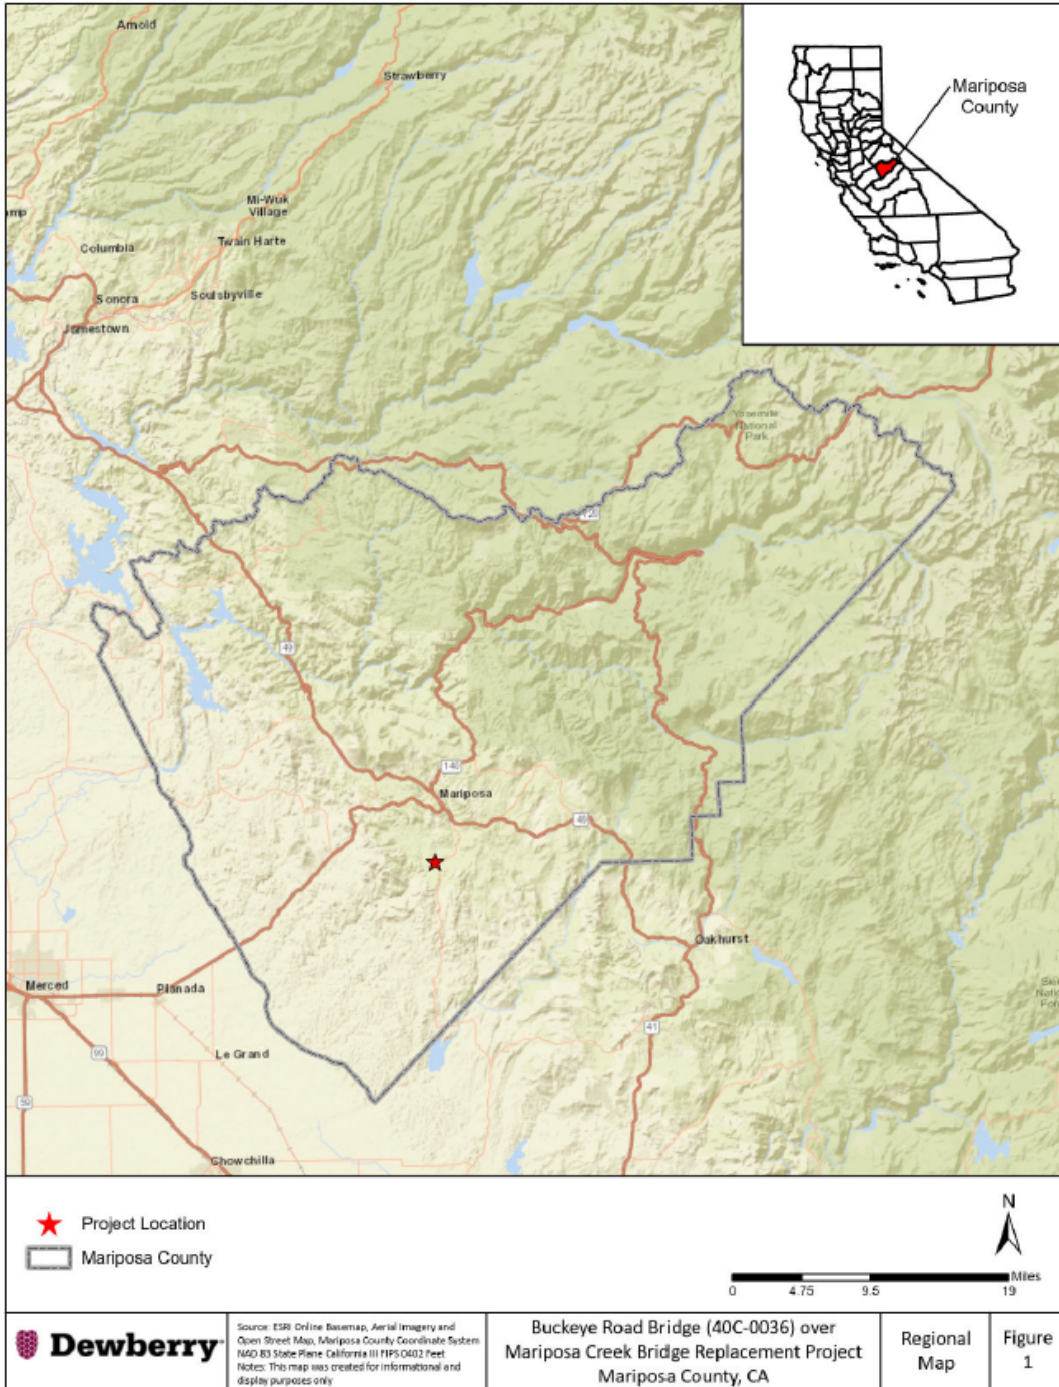 Arnold
Strawberry
Mariposa
County
Mi-Wuk
Village
Columbia
Twain Harte
Soulsbyville
Sonora
Jamestown
Yosemite
National
Park
120
49
140
Mariposa
49
Oakhurst
Merced
Planada
41
99
Le Grand
59
Chowchilla
N
Project Location
Mariposa County
Miles
0 4.75 9.5 19
Dewberry
Source: ESRI Online Basemap, Aerial Imagery and
Open Street Map, Mariposa County Coordinate System
NAD 83 State Plane California III FIPS 0402 Feet
Notes: This map was created for informational and
display purposes only
Buckeye Road Bridge (40C-0036) over
Mariposa Creek Bridge Replacement Project
Mariposa County, CA
Regional
Map
Figure
1